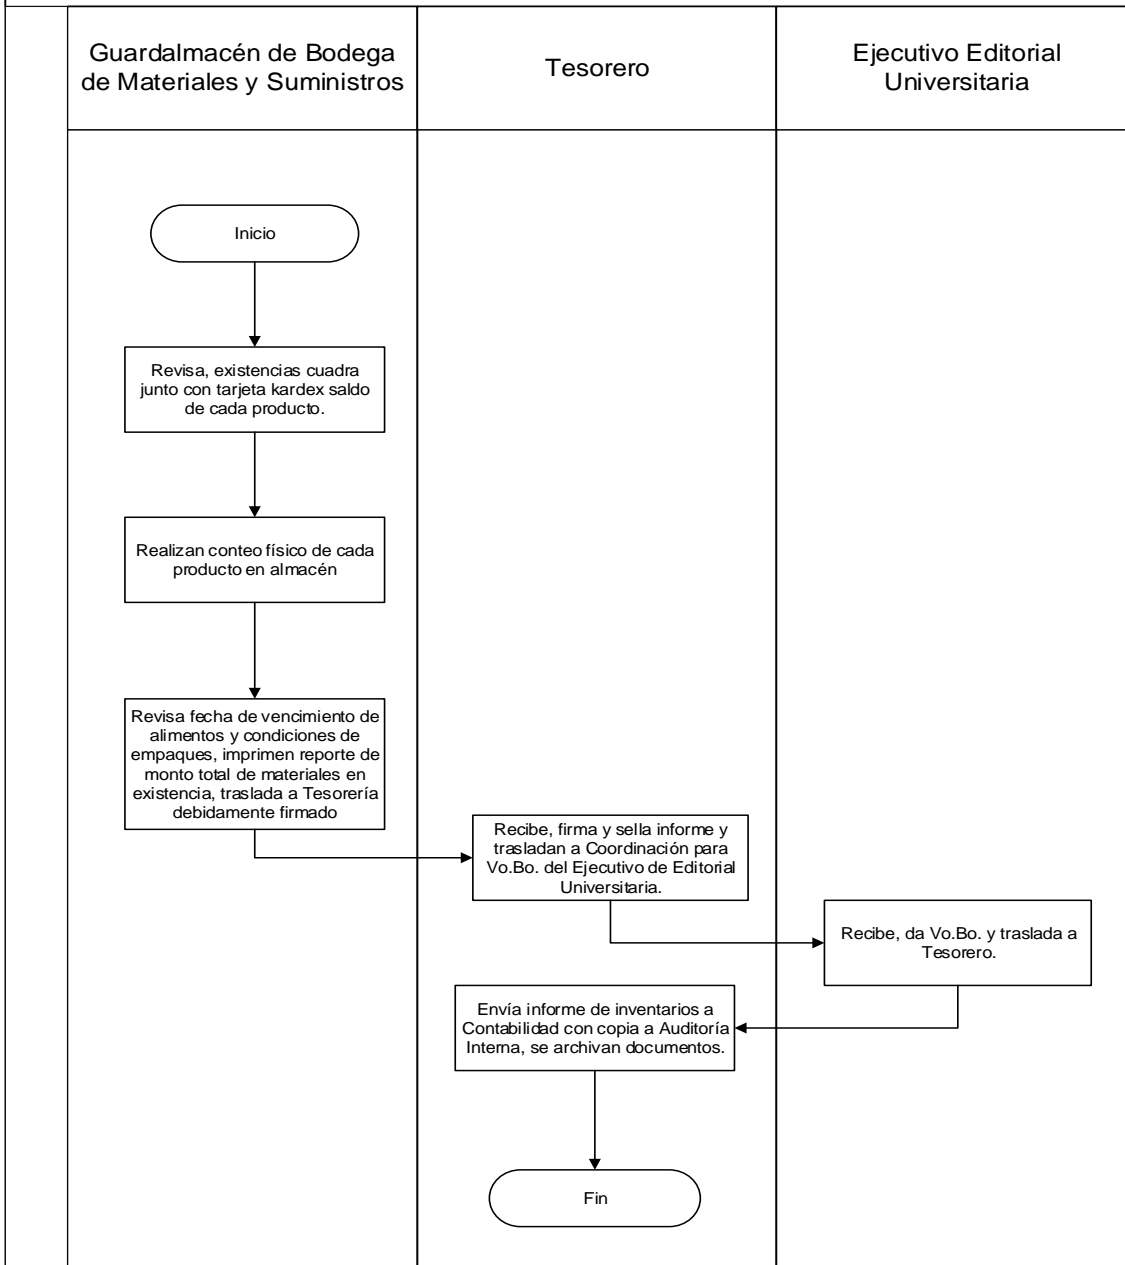 Guardalmacén de Bodega
de Materiales y Suministros
Tesorero
Ejecutivo Editorial
Universitaria
Inicio
Revisa, existencias cuadra
junto con tarjeta kardex saldo
de cada producto.
Realizan conteo físico de cada
producto en almacén
Revisa fecha de vencimiento de
alimentos y condiciones de
empaques, imprimen reporte de
monto total de materiales en
existencia, traslada a Tesorería
debidamente firmado
Recibe, firma y sella informe y
trasladan a Coordinación para
Vo.Bo. del Ejecutivo de Editorial
Universitaria.
Recibe, da Vo.Bo. y traslada a
Tesorero.
Envía informe de inventarios a
Contabilidad con copia a Auditoría
Interna, se archivan documentos.
Fin